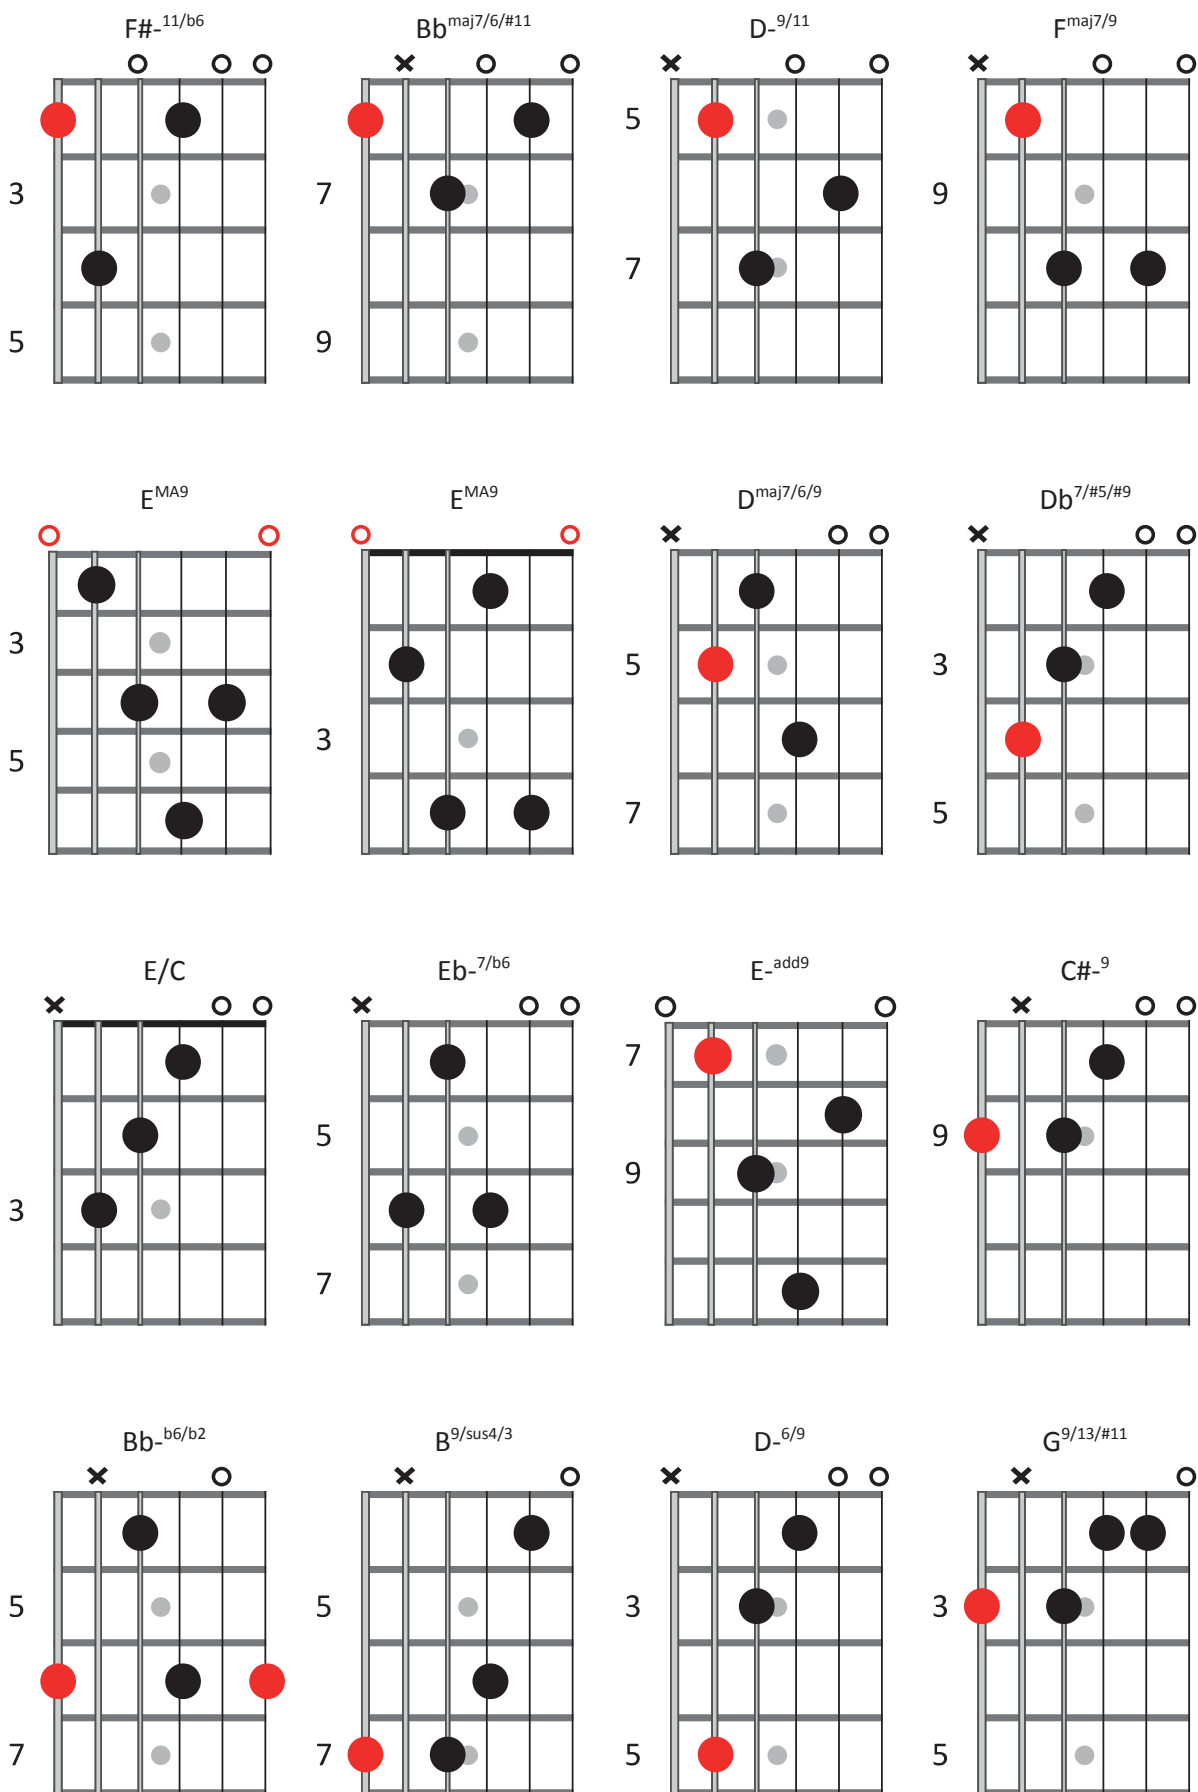 F#-11/b6 Bbmaj7/6/#11 D-9/11 Fmaj7/9
5
3 7 9
7
5 9
EMA9 EMA9 Dmaj7/6/9 Db7/#5/#9
3 5 3
3
5
7 5
E/C Eb-7/b6 E-add9 C#-9
7
5 9
9
3
7
Bb-b6/b2 B9/sus4/3 D-6/9 G9/13/#11
5 5 3 3
7 7 5 5